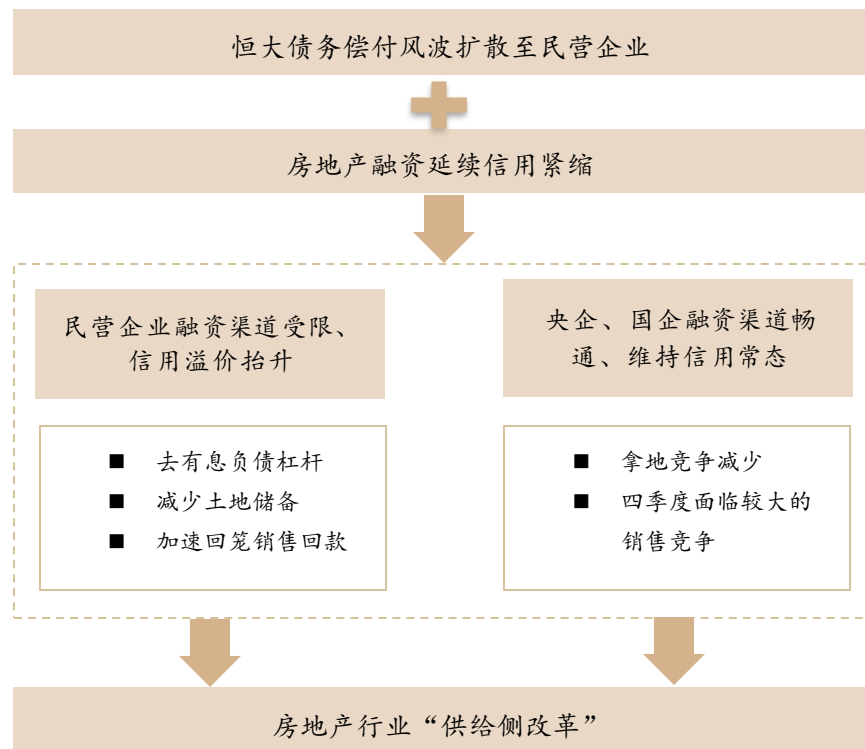 恒大债务偿付风波扩散至民营企业
房地产融资延续信用紧缩
民营企业融资渠道受限、
信用溢价抬升
央企、国企融资渠道畅
通、维持信用常态
■ 去有息负债杠杆
■ 减少土地储备
■ 加速回笼销售回款
■ 拿地竞争减少
■ 四季度面临较大的
销售竞争
房地产行业“供给侧改革”